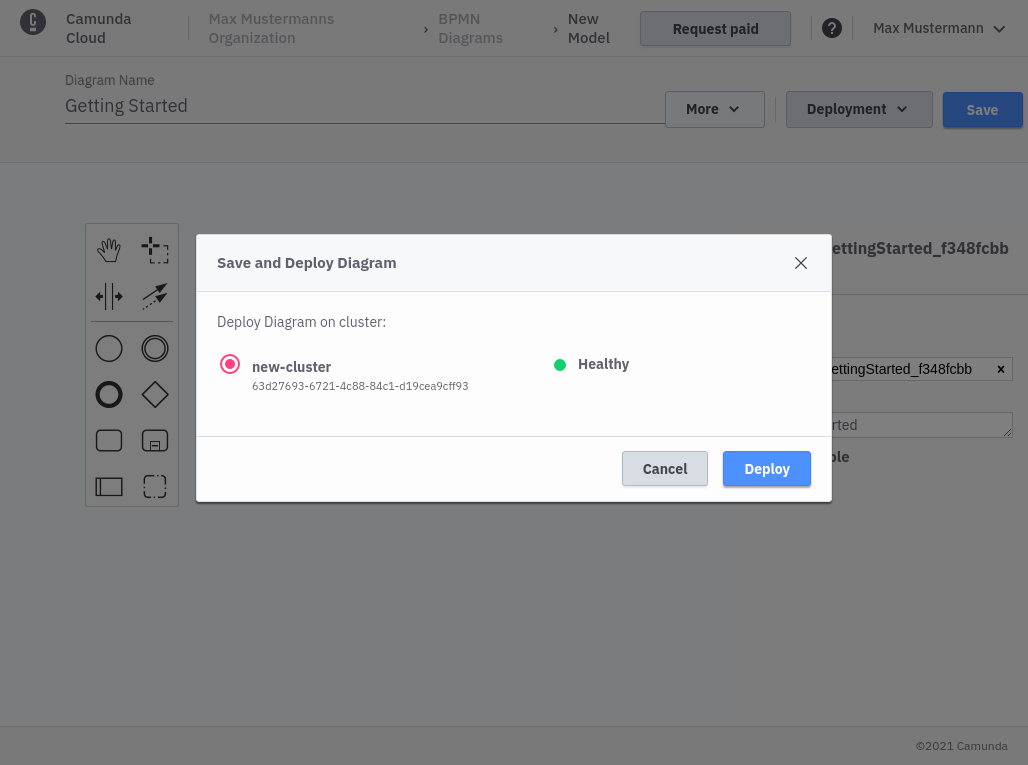 Camunda
Cloud
Max Mustermanns
Organization
›
BPMN
Diagrams
›
New
Model
Request paid
?
Max Mustermann
Diagram Name
Getting Started
More
Deployment
Save
ettingStarted_f348fcbb
Save and Deploy Diagram
Deploy Diagram on cluster:
new-cluster
Healthy
63d27693-6721-4c88-84c1-d19cea9cff93
ettingStarted_f348fcbb ×
rted
ble
Cancel
Deploy
©2021 Camunda